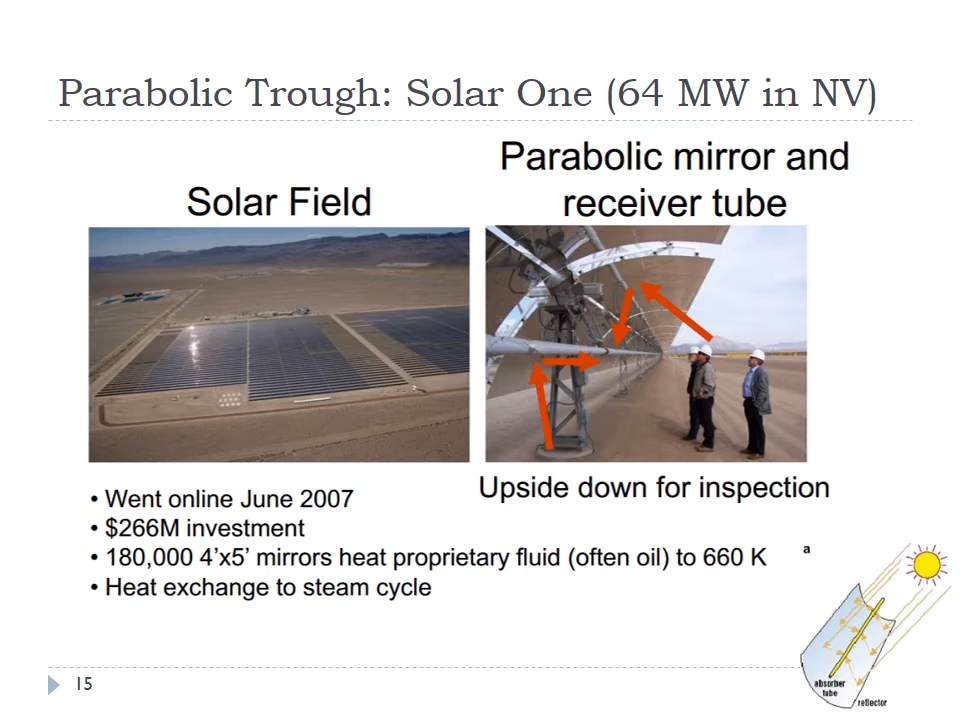 Parabolic Trough: Solar One (64 MW in NV)
Solar Field
Parabolic mirror and
receiver tube
Upside down for inspection
• Went online June 2007
• $266M investment
• 180,000 4’x5’ mirrors heat proprietary fluid (often oil) to 660 K
• Heat exchange to steam cycle
a
absorber
tube
reflector
15